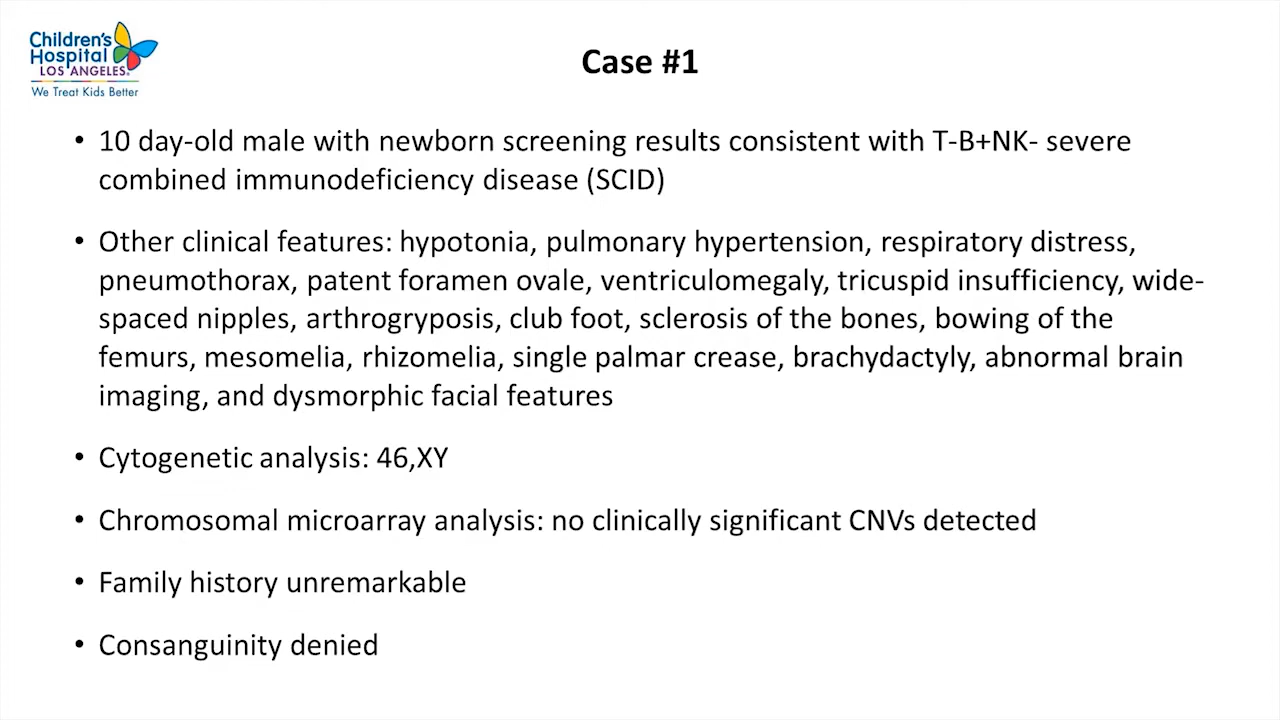 Children's
Hospital
LOS ANGELES®
We Treat Kids Better
Case #1
• 10 day-old male with newborn screening results consistent with T-B+NK- severe
combined immunodeficiency disease (SCID)
• Other clinical features: hypotonia, pulmonary hypertension, respiratory distress,
pneumothorax, patent foramen ovale, ventriculomegaly, tricuspid insufficiency, wide-
spaced nipples, arthrogryposis, club foot, sclerosis of the bones, bowing of the
femurs, mesomelia, rhizomelia, single palmar crease, brachydactyly, abnormal brain
imaging, and dysmorphic facial features
• Cytogenetic analysis: 46,XY
• Chromosomal microarray analysis: no clinically significant CNVs detected
• Family history unremarkable
• Consanguinity denied